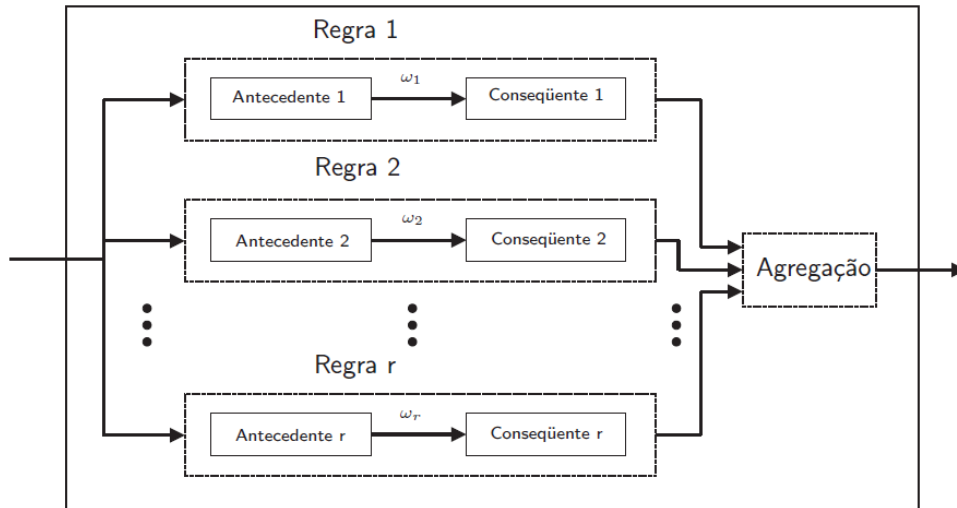 Regra 1
ω1
Antecedente 1
Conseqüente 1
Regra 2
ω2
Antecedente 2
Conseqüente 2
Agregação
Regra r
ωr
Antecedente r
Conseqüente r